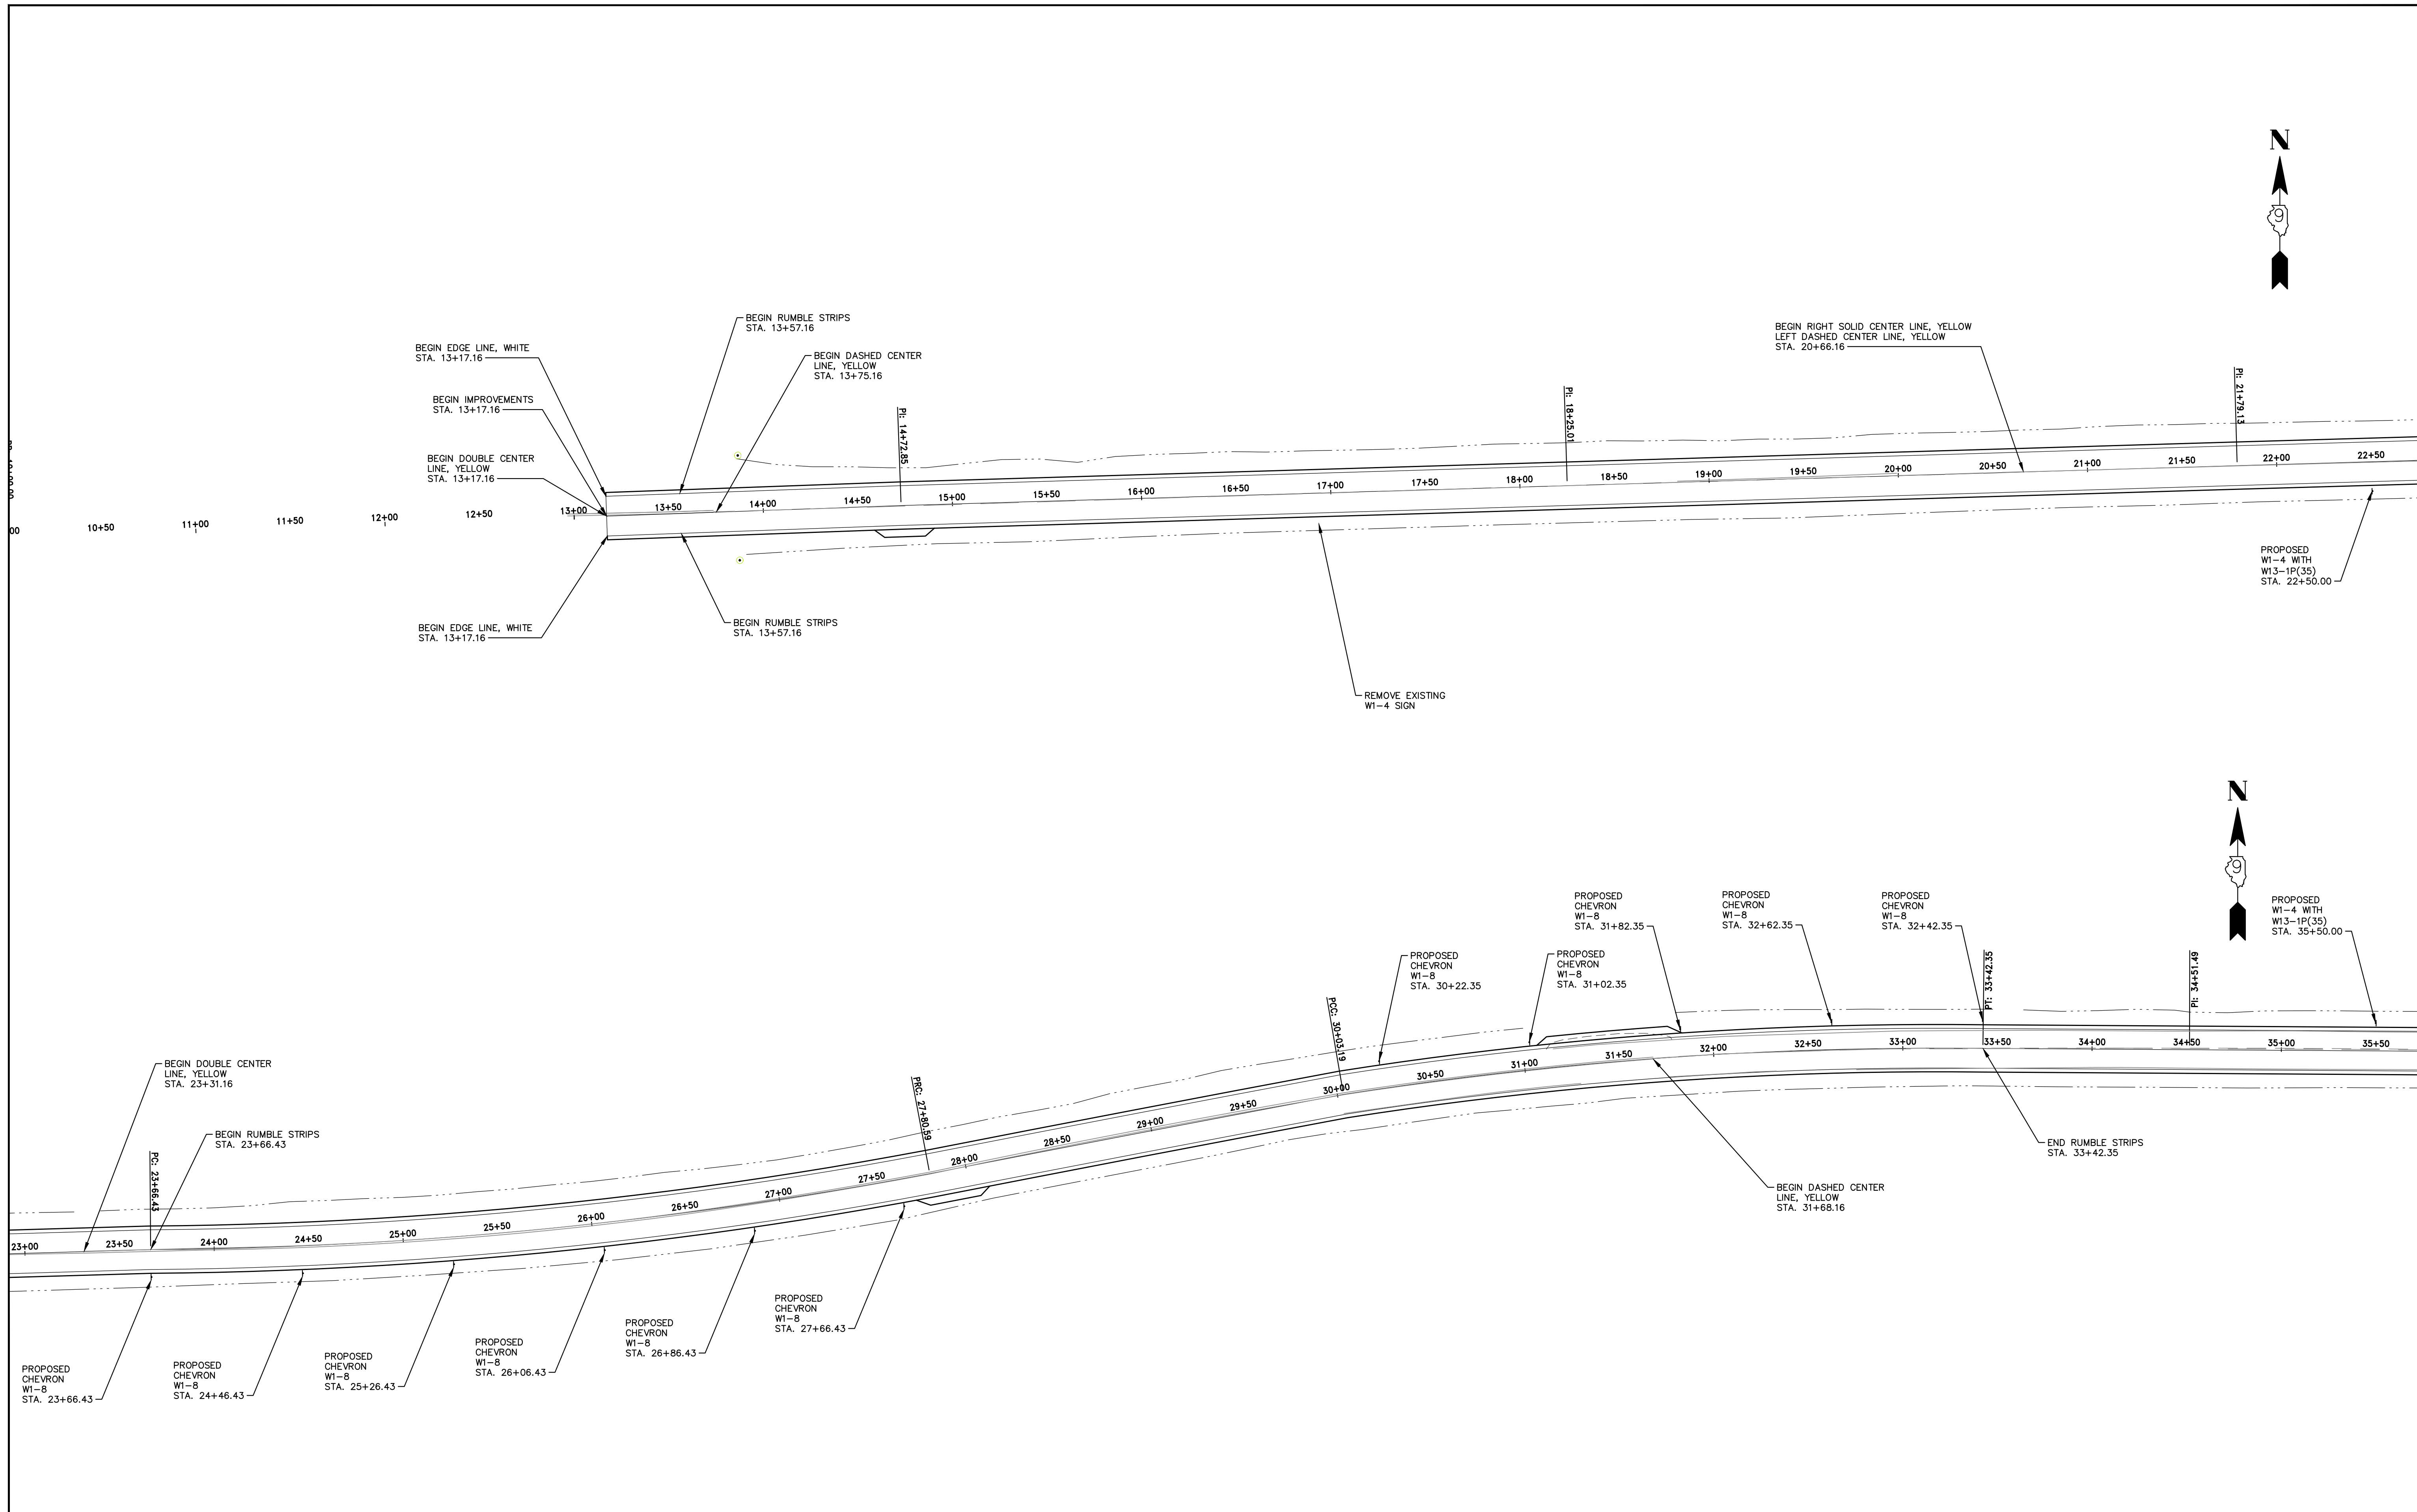 N
9
BEGIN RUMBLE STRIPS
STA. 13+57.16
BEGIN EDGE LINE, WHITE
STA. 13+17.16
BEGIN DASHED CENTER
LINE, YELLOW
STA. 13+75.16
BEGIN IMPROVEMENTS
STA. 13+17.16
BEGIN DOUBLE CENTER
LINE, YELLOW
STA. 13+17.16
BEGIN RIGHT SOLID CENTER LINE, YELLOW
LEFT DASHED CENTER LINE, YELLOW
STA. 20+66.16
PI: 14+72.85
PI: 18+25.01
PI: 21+79.13
00
10+50
11+00
11+50
12+00
12+50
13+00
13+50
14+00
14+50
15+00
15+50
16+00
16+50
17+00
17+50
18+00
18+50
19+00
19+50
20+00
20+50
21+00
21+50
22+00
22+50
PROPOSED
W1-4 WITH
W13-1P(35)
STA. 22+50.00
BEGIN EDGE LINE, WHITE
STA. 13+17.16
BEGIN RUMBLE STRIPS
STA. 13+57.16
REMOVE EXISTING
W1-4 SIGN
N
9
PROPOSED
CHEVRON
W1-8
STA. 30+22.35
PROPOSED
CHEVRON
W1-8
STA. 31+02.35
PROPOSED
CHEVRON
W1-8
STA. 31+82.35
PROPOSED
CHEVRON
W1-8
STA. 32+62.35
PROPOSED
CHEVRON
W1-8
STA. 32+42.35
PROPOSED
W1-4 WITH
W13-1P(35)
STA. 35+50.00
BEGIN DOUBLE CENTER
LINE, YELLOW
STA. 23+31.16
BEGIN RUMBLE STRIPS
STA. 23+66.43
PC: 23+66.43
PRC: 27+80.59
PCC: 30+03.19
PT: 33+42.35
PI: 34+51.49
23+00
23+50
24+00
24+50
25+00
25+50
26+00
26+50
27+00
27+50
28+00
28+50
29+00
29+50
30+00
30+50
31+00
31+50
32+00
32+50
33+00
33+50
34+00
34+50
35+00
35+50
END RUMBLE STRIPS
STA. 33+42.35
BEGIN DASHED CENTER
LINE, YELLOW
STA. 31+68.16
PROPOSED
CHEVRON
W1-8
STA. 23+66.43
PROPOSED
CHEVRON
W1-8
STA. 24+46.43
PROPOSED
CHEVRON
W1-8
STA. 25+26.43
PROPOSED
CHEVRON
W1-8
STA. 26+06.43
PROPOSED
CHEVRON
W1-8
STA. 26+86.43
PROPOSED
CHEVRON
W1-8
STA. 27+66.43